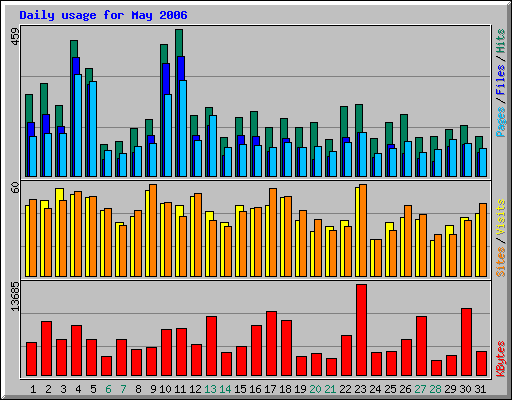 Daily usage for May 2006
459
Pages / Files / Hits
60
Sites / Visits
13685
KBytes
1 2 3 4 5 6 7 8 9 10 11 12 13 14 15 16 17 18 19 20 21 22 23 24 25 26 27 28 29 30 31